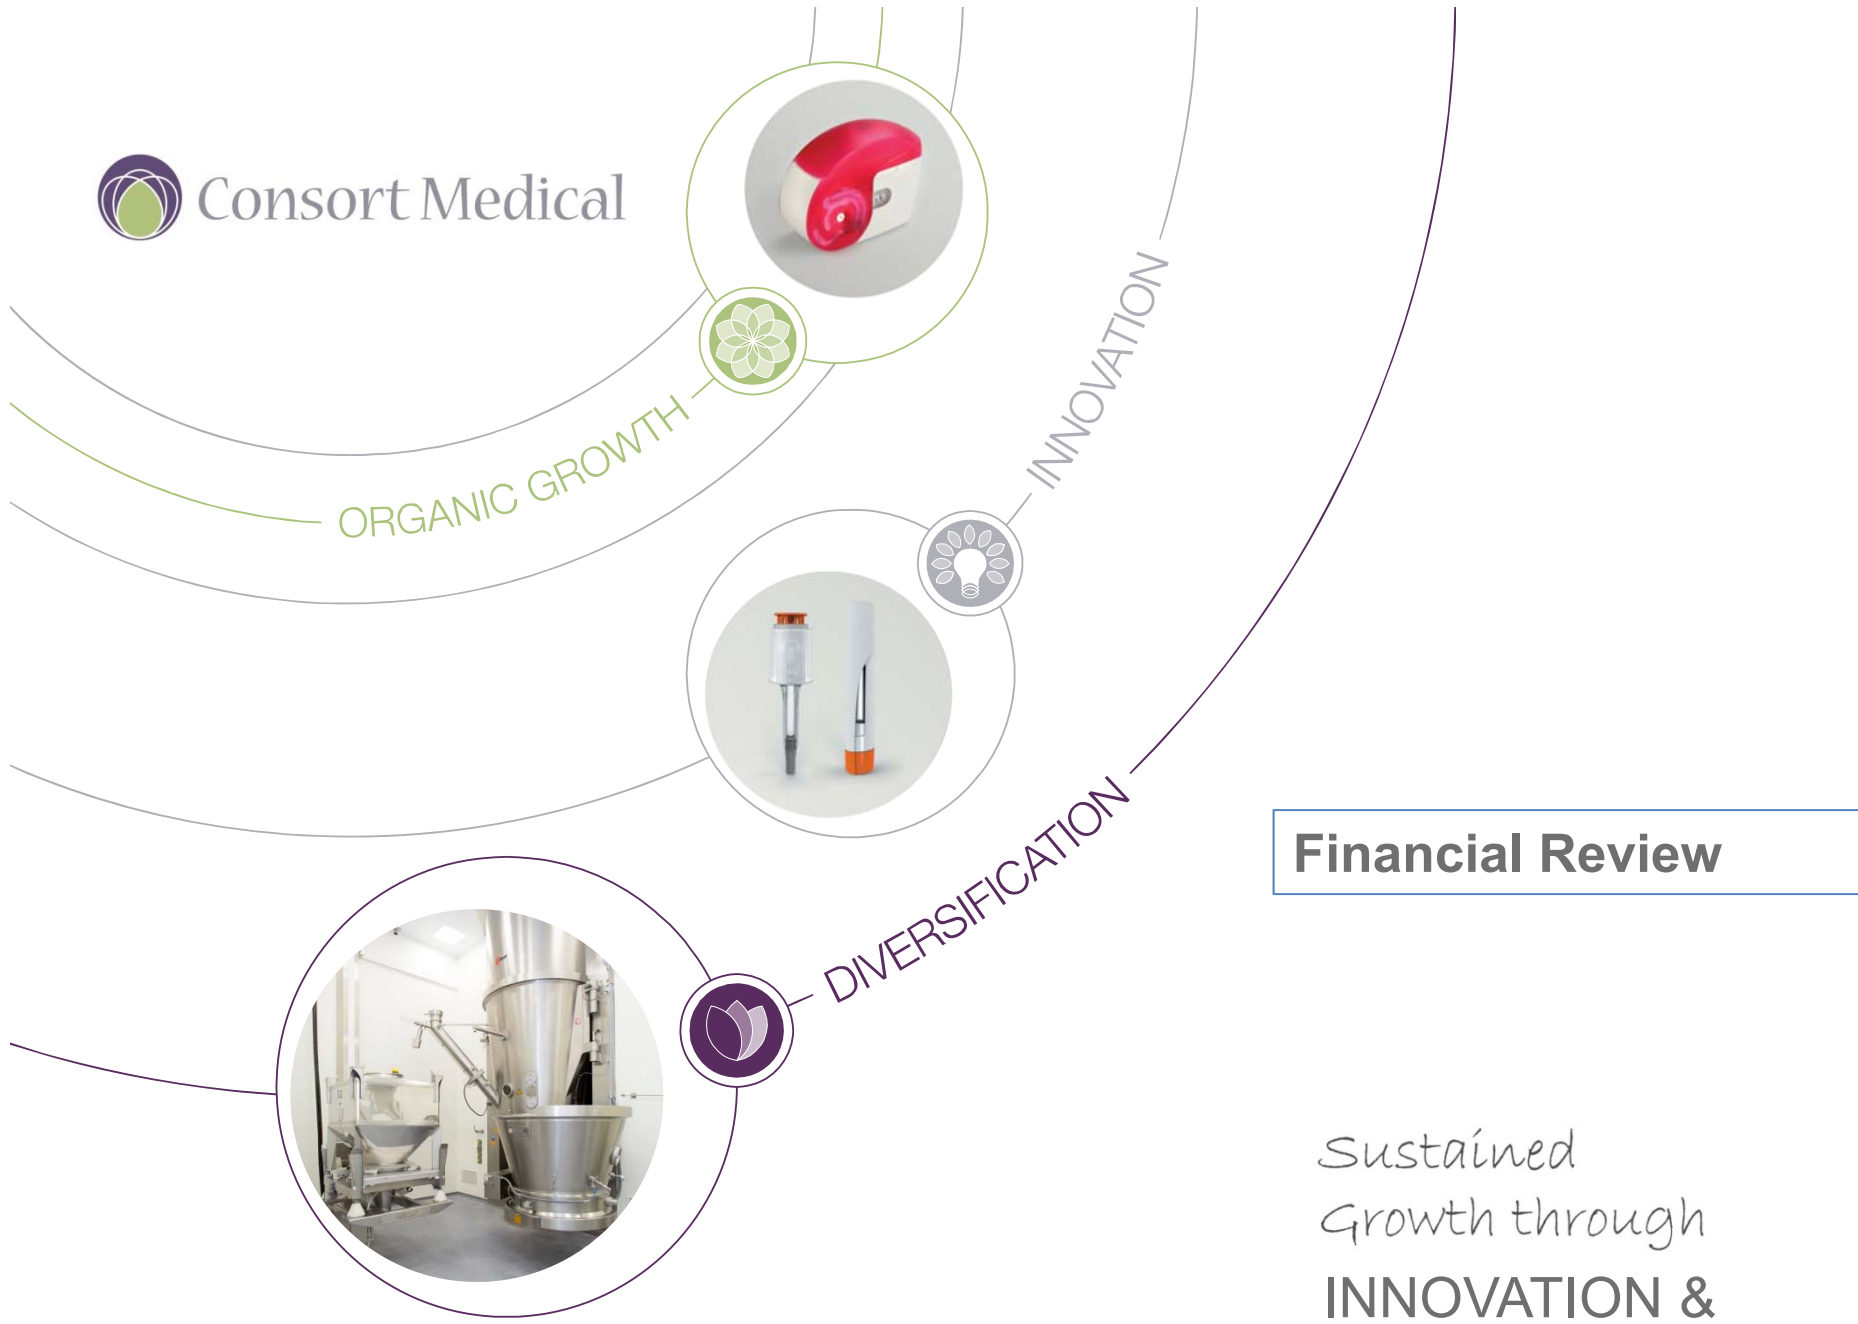 Consort Medical
INNOVATION
ORGANIC GROWTH
DIVERSIFICATION
Financial Review
Sustained
Growth through
INNOVATION &